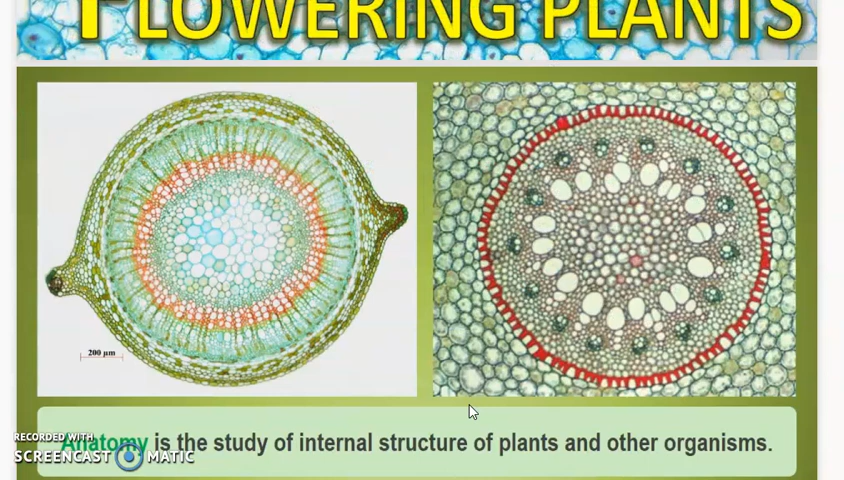 FLOWERING PLANTS
200 µm
Anatomy is the study of internal structure of plants and other organisms.
RECORDED WITH
SCREENCAST MATIC